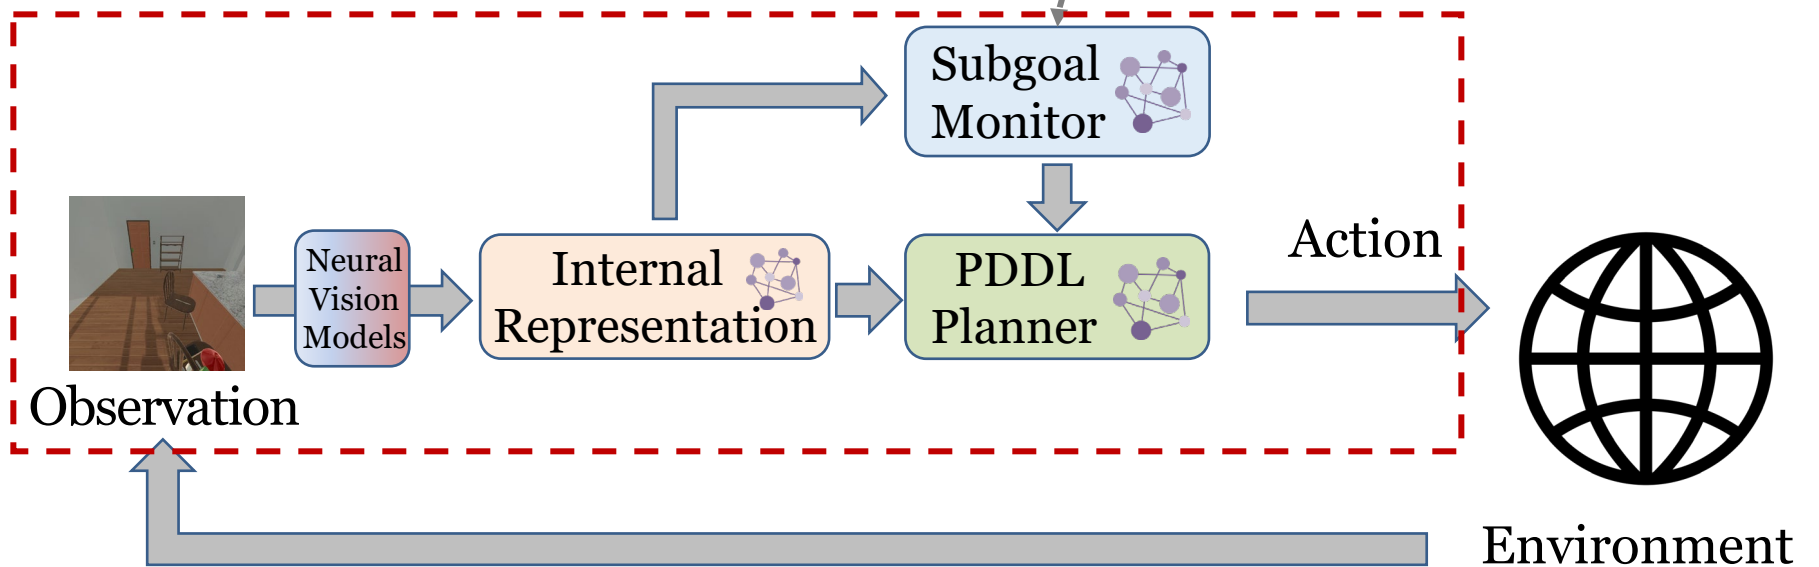 Subgoal
Monitor
Action
Neural
Vision
Models
Internal
Representation
PDDL
Planner
Observation
Environment